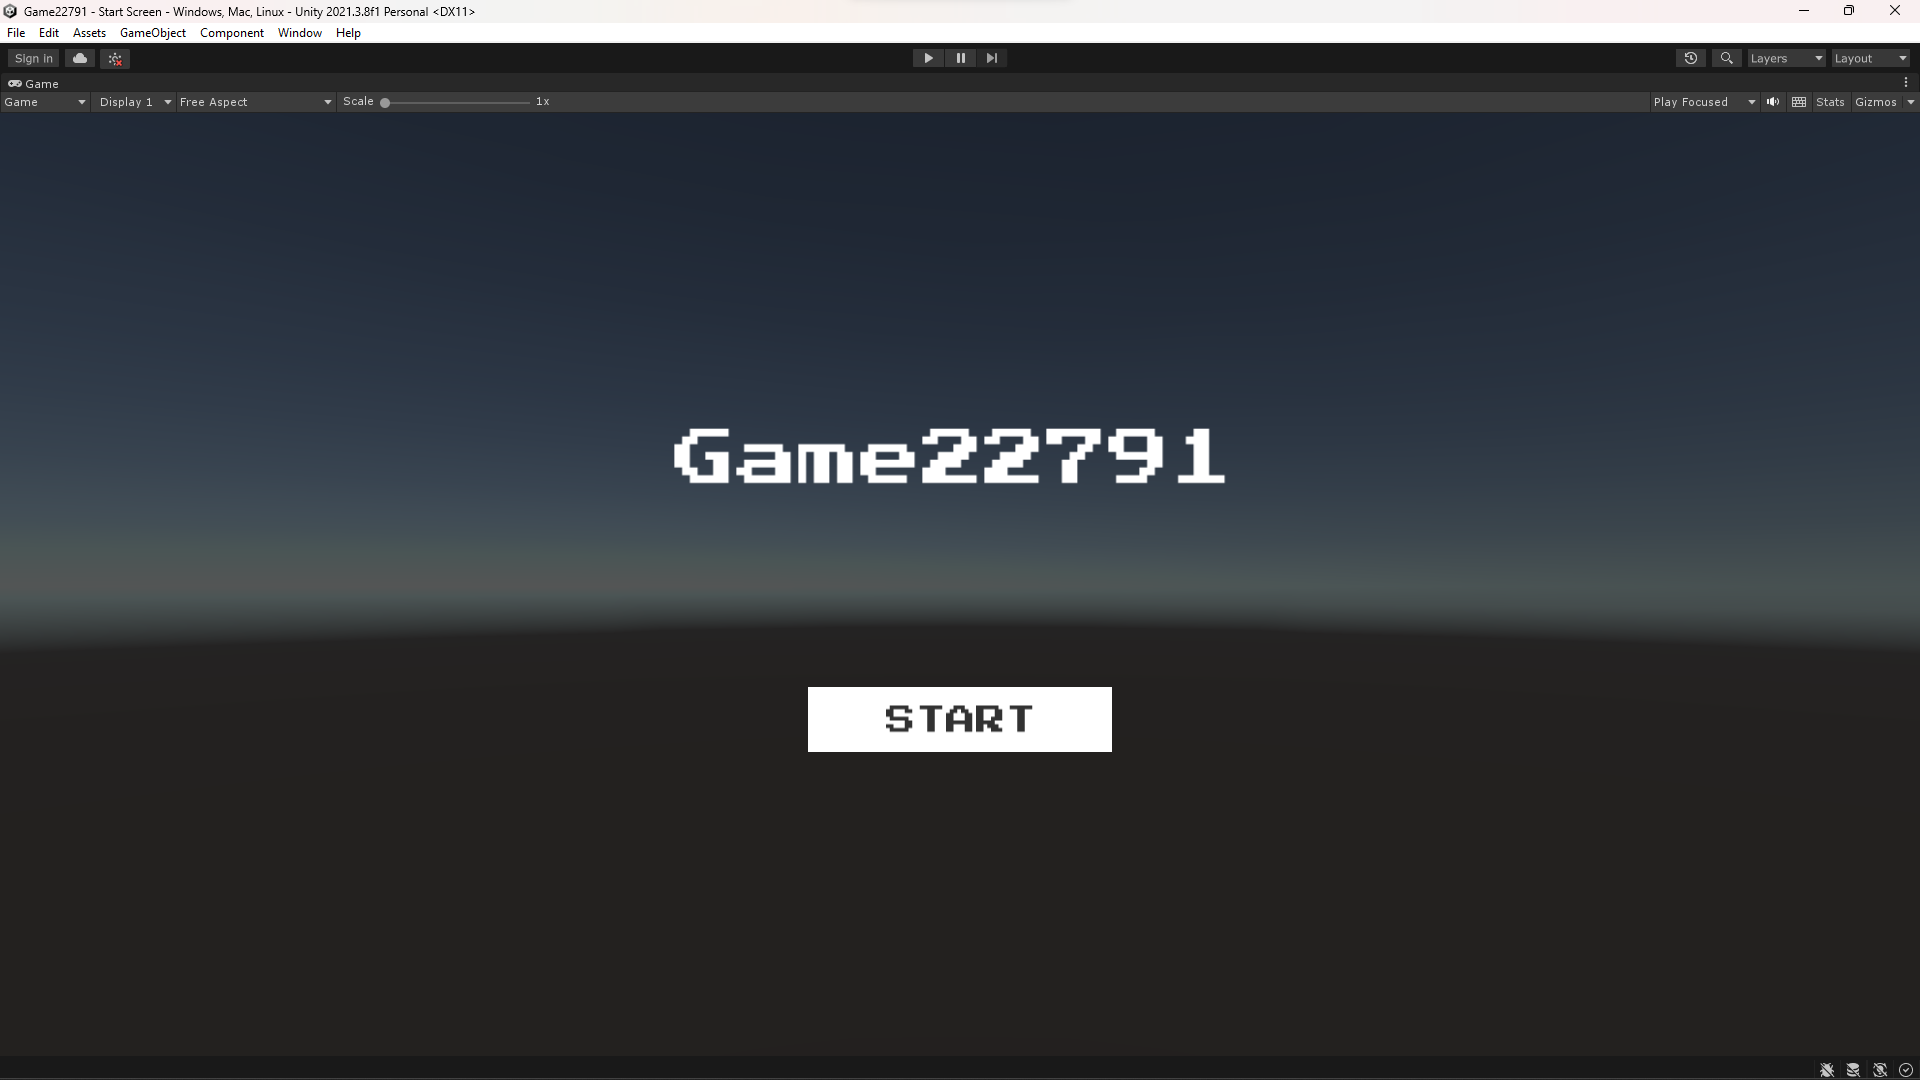 Game22791 - Start Screen - Windows, Mac, Linux - Unity 2021.3.8f1 Personal <DX11>
File Edit Assets GameObject Component Window Help
Sign in Layers Layout
Game
Game Display 1 Free Aspect Scale 1x Play Focused Stats Gizmos
Game22791
START